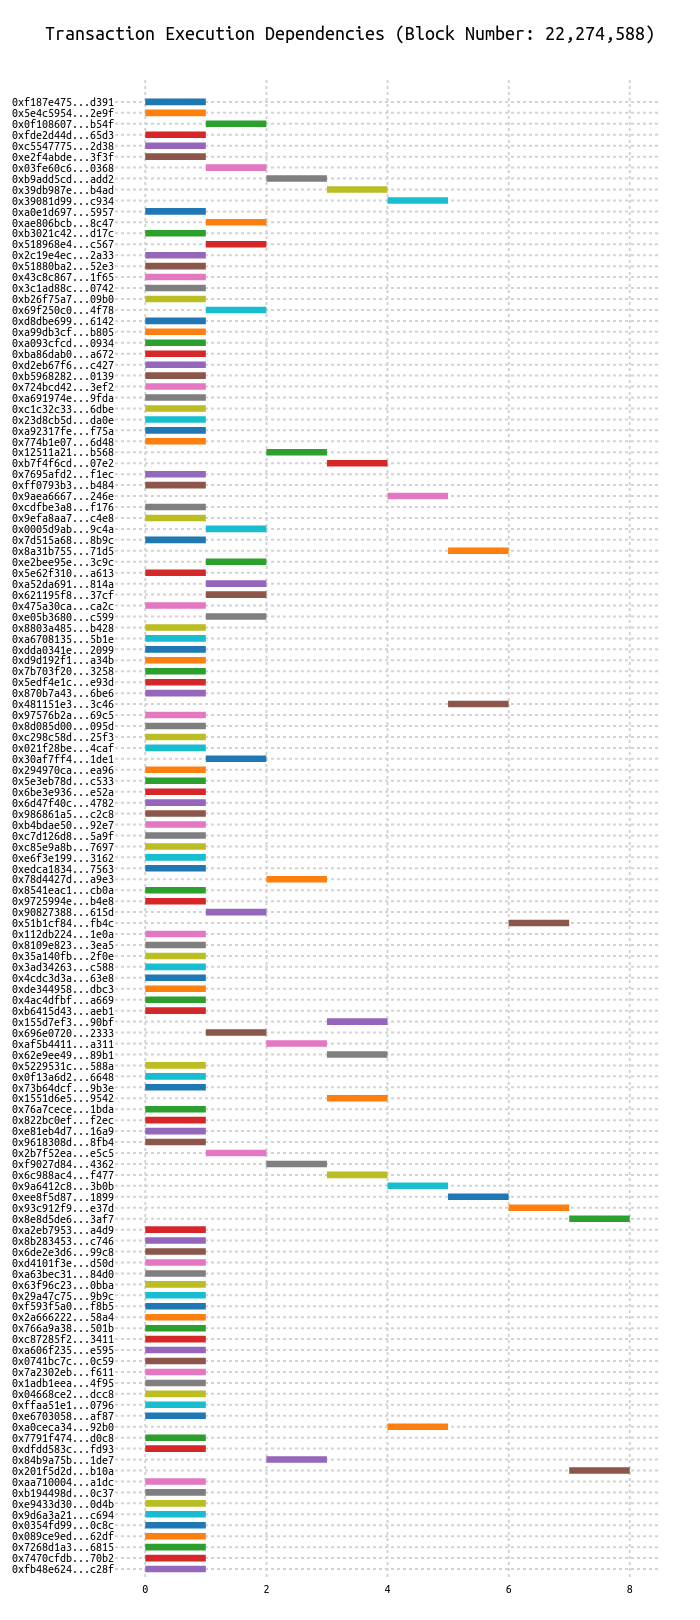 Transaction Execution Dependencies (Block Number: 22,274,588)
0xf187e475...d391
0x5e4c5954...2e9f
0x0f108607...b54f
0xfde2d44d...65d3
0xc5547775...2d38
0xe2f4abde...3f3f
0x03fe60c6...0368
0xb9add5cd...add2
0x39db987e...b4ad
0x39081d99...c934
0xa0e1d697...5957
0xae806bcb...8c47
0xb3021c42...d17c
0x518968e4...c567
0x2c19e4ec...2a33
0x51880ba2...52e3
0x43c8c867...1f65
0x3c1ad88c...0742
0xb26f75a7...09b0
0x69f250c0...4f78
0xd8dbe699...6142
0xa99db3cf...b805
0xa093cfcd...0934
0xba86dab0...a672
0xd2eb67f6...c427
0xb5968282...0139
0x724bcd42...3ef2
0xa691974e...9fda
0xc1c32c33...6dbe
0x23d8cb5d...da0e
0xa92317fe...f75a
0x774b1e07...6d48
0x12511a21...b568
0xb7f4f6cd...07e2
0x7695afd2...f1ec
0xff0793b3...b484
0x9aea6667...246e
0xcdfbe3a8...f176
0x9efa8aa7...c4e8
0x0005d9ab...9c4a
0x7d515a68...8b9c
0x8a31b755...71d5
0xe2bee95e...3c9c
0x5e62f310...a613
0xa52da691...814a
0x621195f8...37cf
0x475a30ca...ca2c
0xe05b3680...c599
0x8803a485...b428
0xa6708135...5b1e
0xdda0341e...2099
0xd9d192f1...a34b
0x7b703f20...3258
0x5edf4e1c...e93d
0x870b7a43...6be6
0x481151e3...3c46
0x97576b2a...69c5
0x8d085d00...095d
0xc298c58d...25f3
0x021f28be...4caf
0x30af7ff4...1de1
0x294970ca...ea96
0x5e3eb78d...c533
0x6be3e936...e52a
0x6d47f40c...4782
0x986861a5...c2c8
0xb4bdae50...92e7
0xc7d126d8...5a9f
0xc85e9a8b...7697
0xe6f3e199...3162
0xedca1834...7563
0x78d4427d...a9e3
0x8541eac1...cb0a
0x9725994e...b4e8
0x90827388...615d
0x51b1cf84...fb4c
0x112db224...1e0a
0x8109e823...3ea5
0x35a140fb...2f0e
0x3ad34263...c588
0x4cdc3d3a...63e8
0xde344958...dbc3
0x4ac4dfbf...a669
0xb6415d43...aeb1
0x155d7ef3...90bf
0x696e0720...2333
0xaf5b4411...a311
0x62e9ee49...89b1
0x5229531c...588a
0x0f13a6d2...6648
0x73b64dcf...9b3e
0x1551d6e5...9542
0x76a7cece...1bda
0x822bc0ef...f2ec
0xe81eb4d7...16a9
0x9618308d...8fb4
0x2b7f52ea...e5c5
0xf9027d84...4362
0x6c988ac4...f477
0x9a6412c8...3b0b
0xee8f5d87...1899
0x93c912f9...e37d
0x8e8d5de6...3af7
0xa2eb7953...a4d9
0x8b283453...c746
0x6de2e3d6...99c8
0xd4101f3e...d50d
0xa63bec31...84d0
0x63f96c23...0bba
0x29a47c75...9b9c
0xf593f5a0...f8b5
0x2a666222...58a4
0x766a9a38...501b
0xc87285f2...3411
0xa606f235...e595
0x0741bc7c...0c59
0x7a2302eb...f611
0x1adb1eea...4f95
0x04668ce2...dcc8
0xffaa51e1...0796
0xe6703058...af87
0xa0ceca34...92b0
0x7791f474...d0c8
0xdfdd583c...fd93
0x84b9a75b...1de7
0x201f5d2d...b10a
0xaa710004...a1dc
0xb194498d...0c37
0xe9433d30...0d4b
0x9d6a3a21...c694
0x0354fd99...0c8c
0x089ce9ed...62df
0x7268d1a3...6815
0x7470cfdb...70b2
0xfb48e624...c28f
0 2 4 6 8